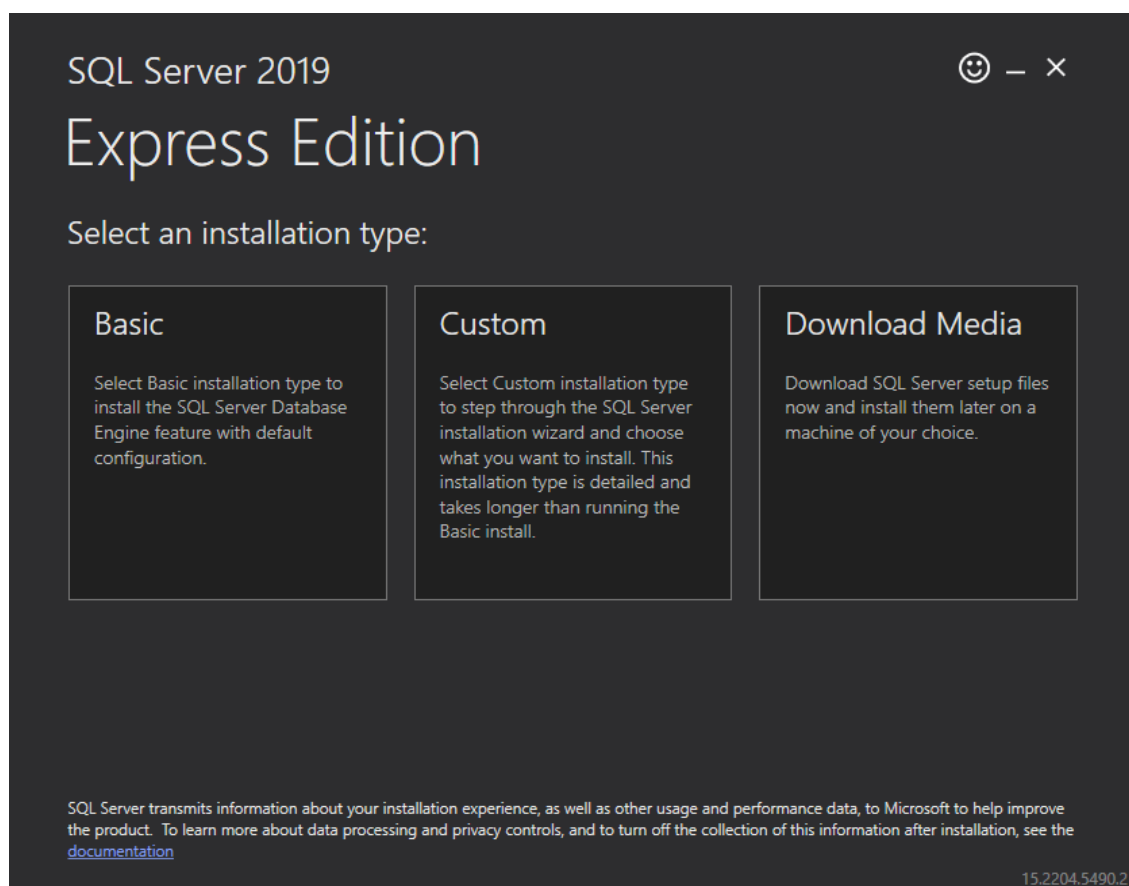 SQL Server 2019
Express Edition
Select an installation type:
Basic
Select Basic installation type to
install the SQL Server Database
Engine feature with default
configuration.
Custom
Select Custom installation type
to step through the SQL Server
installation wizard and choose
what you want to install. This
installation type is detailed and
takes longer than running the
Basic install.
Download Media
Download SQL Server setup files
now and install them later on a
machine of your choice.
SQL Server transmits information about your installation experience, as well as other usage and performance data, to Microsoft to help improve
the product.  To learn more about data processing and privacy controls, and to turn off the collection of this information after installation, see the
documentation
15.2204.5490.2